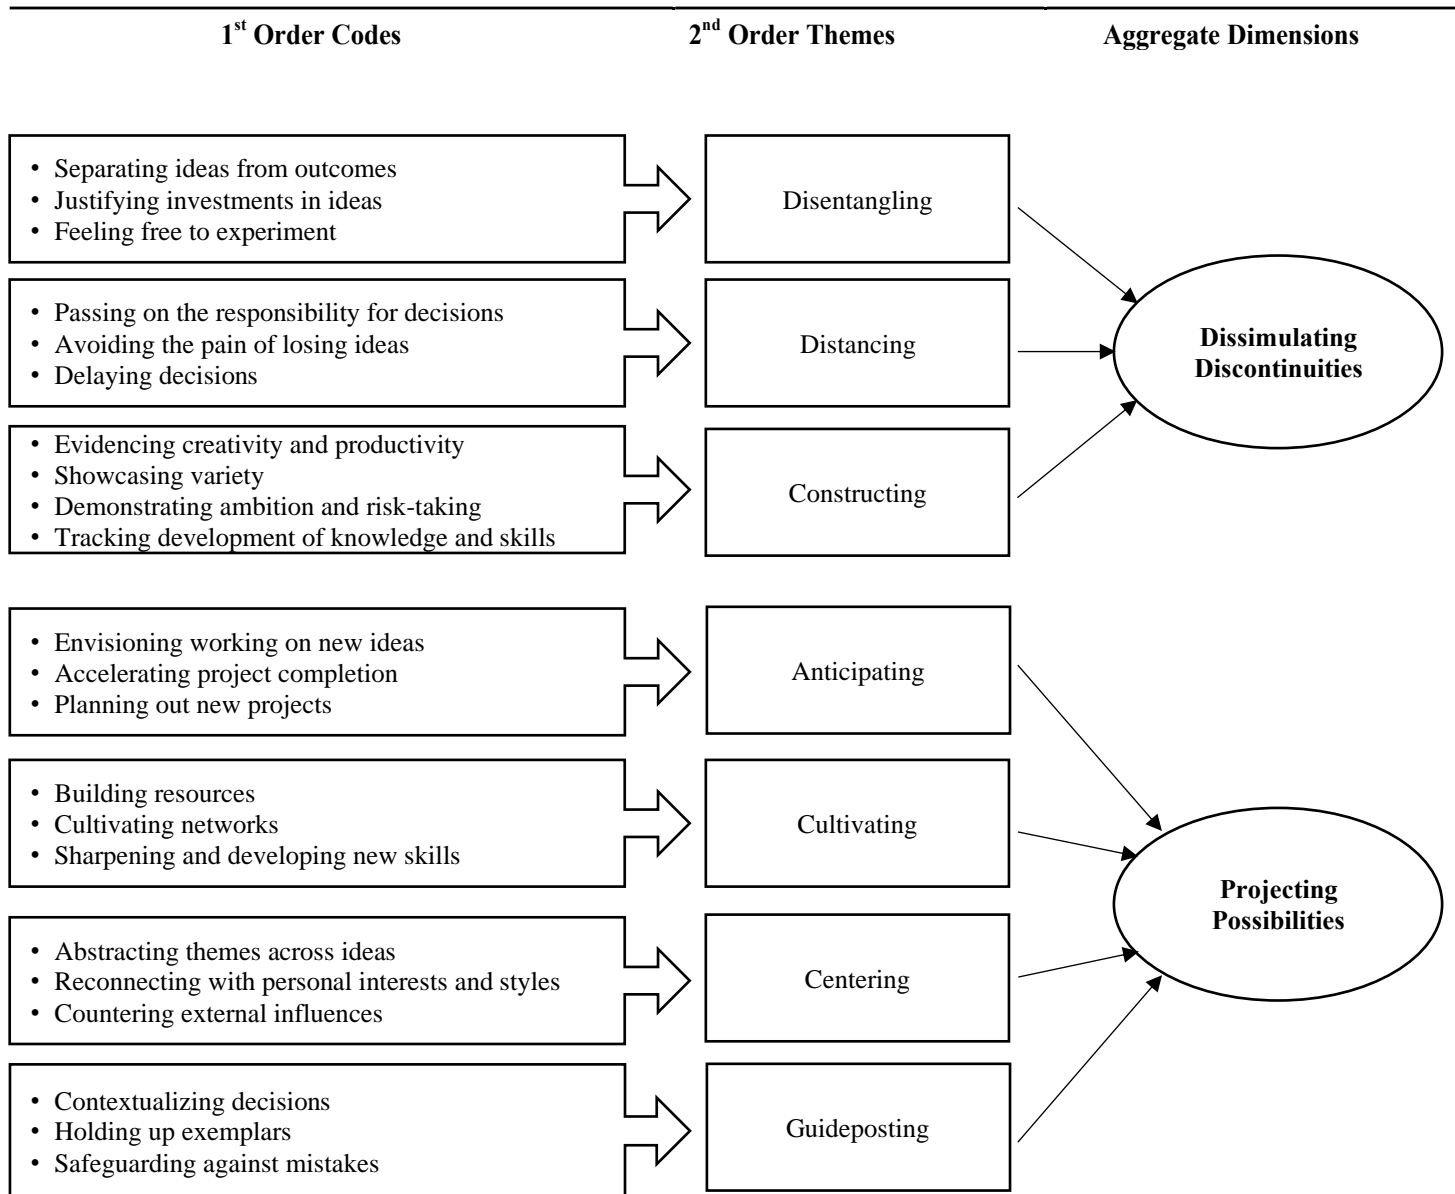 1st Order Codes
2nd Order Themes
Aggregate Dimensions
• Separating ideas from outcomes
• Justifying investments in ideas
• Feeling free to experiment
Disentangling
• Passing on the responsibility for decisions
• Avoiding the pain of losing ideas
• Delaying decisions
Distancing
Dissimulating
Discontinuities
• Evidencing creativity and productivity
• Showcasing variety
• Demonstrating ambition and risk-taking
• Tracking development of knowledge and skills
Constructing
• Envisioning working on new ideas
• Accelerating project completion
• Planning out new projects
Anticipating
• Building resources
• Cultivating networks
• Sharpening and developing new skills
Cultivating
Projecting
Possibilities
• Abstracting themes across ideas
• Reconnecting with personal interests and styles
• Countering external influences
Centering
• Contextualizing decisions
• Holding up exemplars
• Safeguarding against mistakes
Guideposting